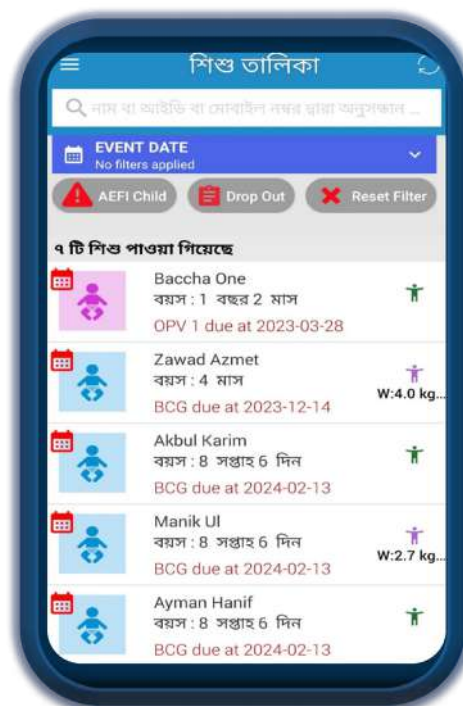 শিশু তালিকা
নাম বা আইডি বা মোবাইল নম্বর দ্বারা অনুসন্ধান ...
EVENT DATE
No filters applied
AEFI Child
Drop Out
Reset Filter
৭ টি শিশু পাওয়া গিয়েছে
Baccha One
বয়স : 1 বছর 2 মাস
OPV 1 due at 2023-03-28
Zawad Azmet
বয়স : 4 মাস
W:4.0 kg...
BCG due at 2023-12-14
Akbul Karim
বয়স : 8 সপ্তাহ 6 দিন
BCG due at 2024-02-13
Manik Ul
বয়স : 8 সপ্তাহ 6 দিন
W:2.7 kg...
BCG due at 2024-02-13
Ayman Hanif
বয়স : 8 সপ্তাহ 6 দিন
BCG due at 2024-02-13